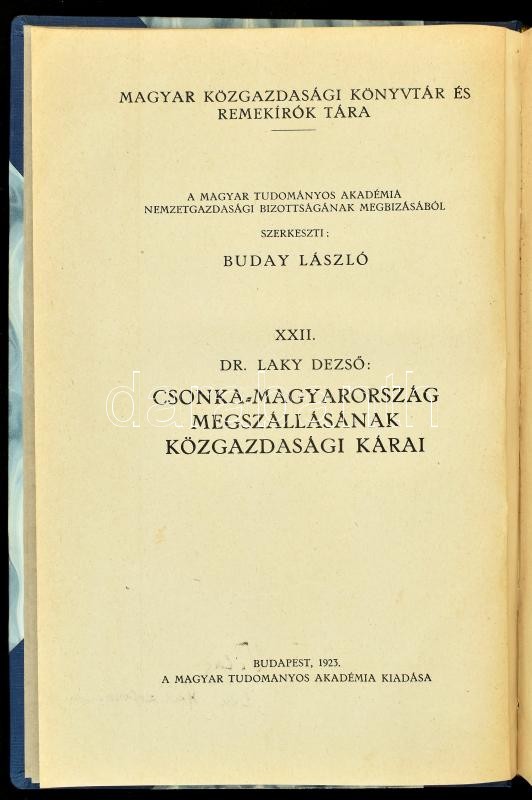 MAGYAR KÖZGAZDASÁGI KÖNYVTÁR ÉS
REMEKÍRÓK TÁRA
A MAGYAR TUDOMÁNYOS AKADÉMIA
NEMZETGAZDASÁGI BIZOTTSÁGÁNAK MEGBIZÁSÁBÓL
SZERKESZTI:
BUDAY LÁSZLÓ
XXII.
DR. LAKY DEZSŐ:
CSONKA-MAGYARORSZÁG
MEGSZÁLLÁSÁNAK
KÖZGAZDASÁGI KÁRAI
BUDAPEST, 1923.
A MAGYAR TUDOMANYOS AKADÉMIA KIADÁSA